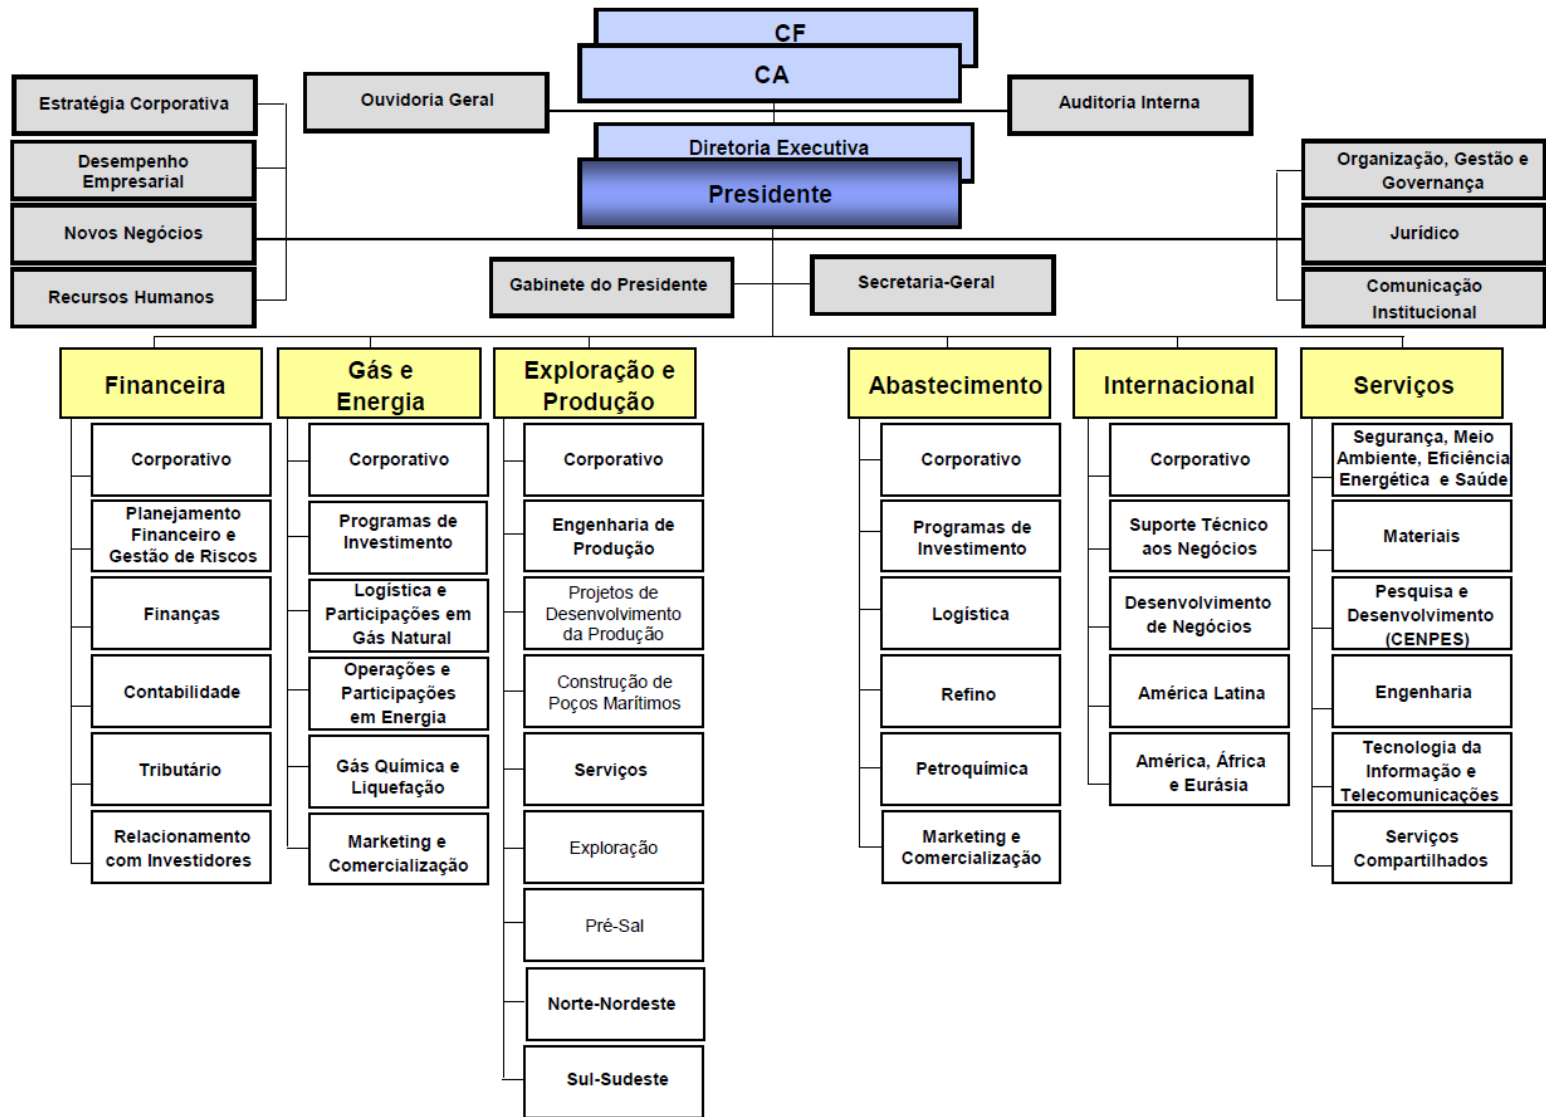 CF
CA
Estratégia Corporativa
Ouvidoria Geral
Auditoria Interna
Desempenho
Empresarial
Diretoria Executiva
Presidente
Organização, Gestão e
Governança
Novos Negócios
Jurídico
Recursos Humanos
Gabinete do Presidente
Secretaria-Geral
Comunicação
Institucional
Financeira
Corporativo
Planejamento
Financeiro e
Gestão de Riscos
Finanças
Contabilidade
Tributário
Relacionamento
com Investidores
Gás e
Energia
Corporativo
Programas de
Investimento
Logística e
Participações em
Gás Natural
Operações e
Participações
em Energia
Gás Química e
Liquefação
Marketing e
Comercialização
Exploração e
Produção
Corporativo
Engenharia de
Produção
Projetos de
Desenvolvimento
da Produção
Construção de
Poços Marítimos
Serviços
Exploração
Pré-Sal
Norte-Nordeste
Sul-Sudeste
Abastecimento
Corporativo
Programas de
Investimento
Logística
Refino
Petroquímica
Marketing e
Comercialização
Internacional
Corporativo
Suporte Técnico
aos Negócios
Desenvolvimento
de Negócios
América Latina
América, África
e Eurásia
Serviços
Segurança, Meio
Ambiente, Eficiência
Energética e Saúde
Materiais
Pesquisa e
Desenvolvimento
(CENPES)
Engenharia
Tecnologia da
Informação e
Telecomunicações
Serviços
Compartilhados